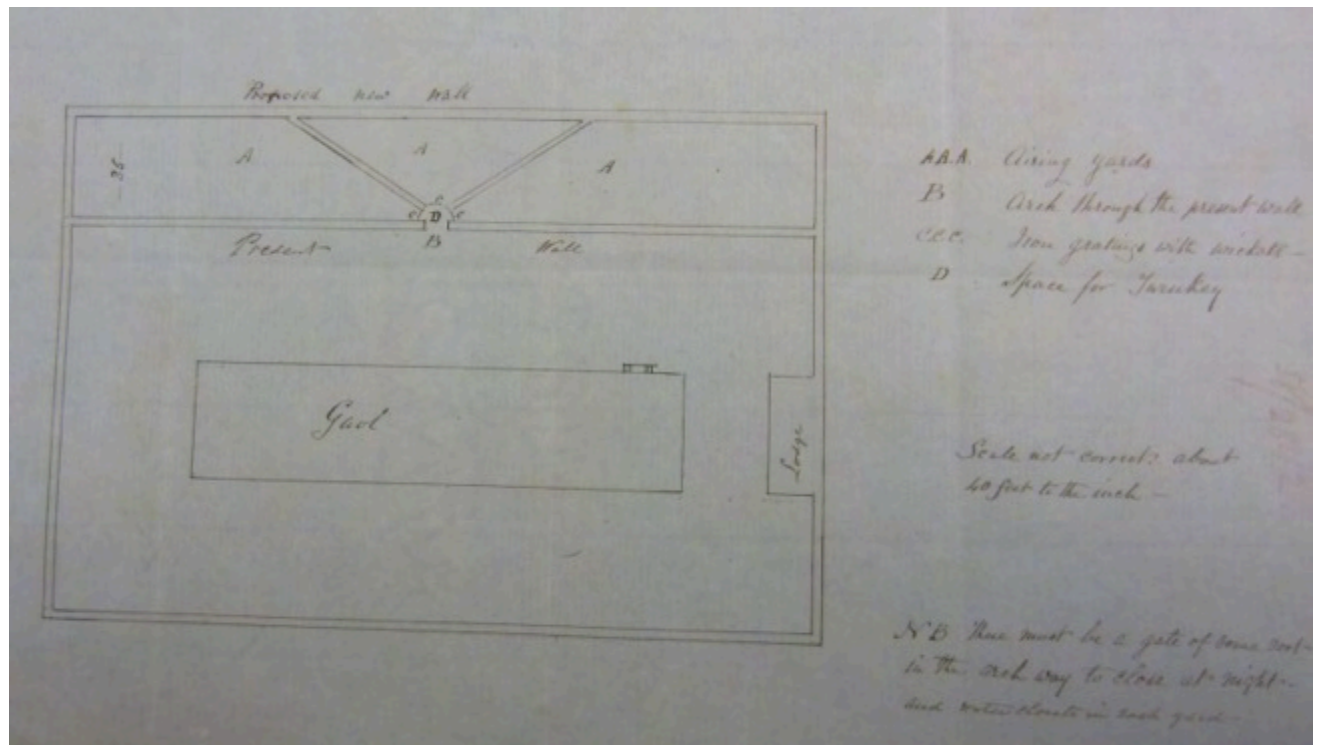 Proposed new wall
A
A
A
C
C
C
D
B
Present Wall
Gaol
Lodge
A.A.A. Airing yards
B Arch through the present wall
C.C.C. Iron gratings with wickets —
D Space for Turnkey
Scale not correct: about
40 feet to the inch —
N B There must be a gate of some sort
in the arch way to close at night —
and water closets in each yard —